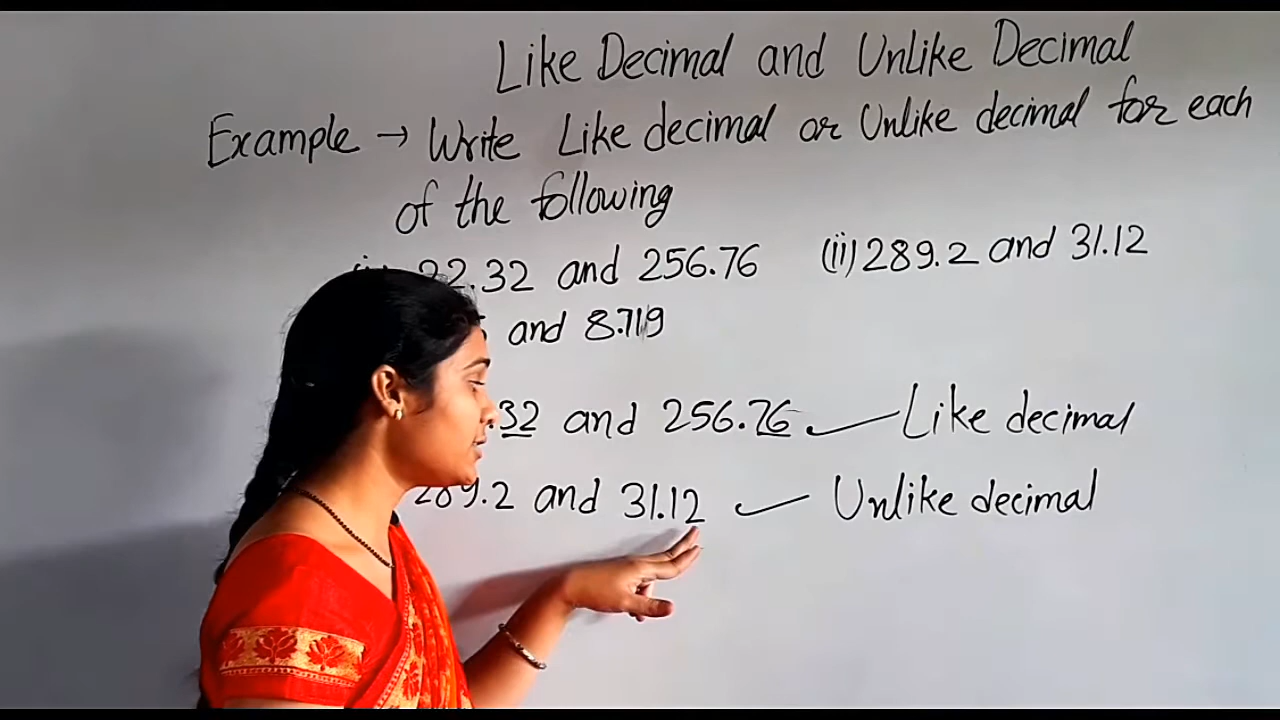 Like Decimal and Unlike Decimal
Example → Write Like decimal or Unlike decimal for each
of the following
22.32 and 256.76 (ii) 289.2 and 31.12
and 8.719
.32 and 256.76 Like decimal
289.2 and 31.12 Unlike decimal